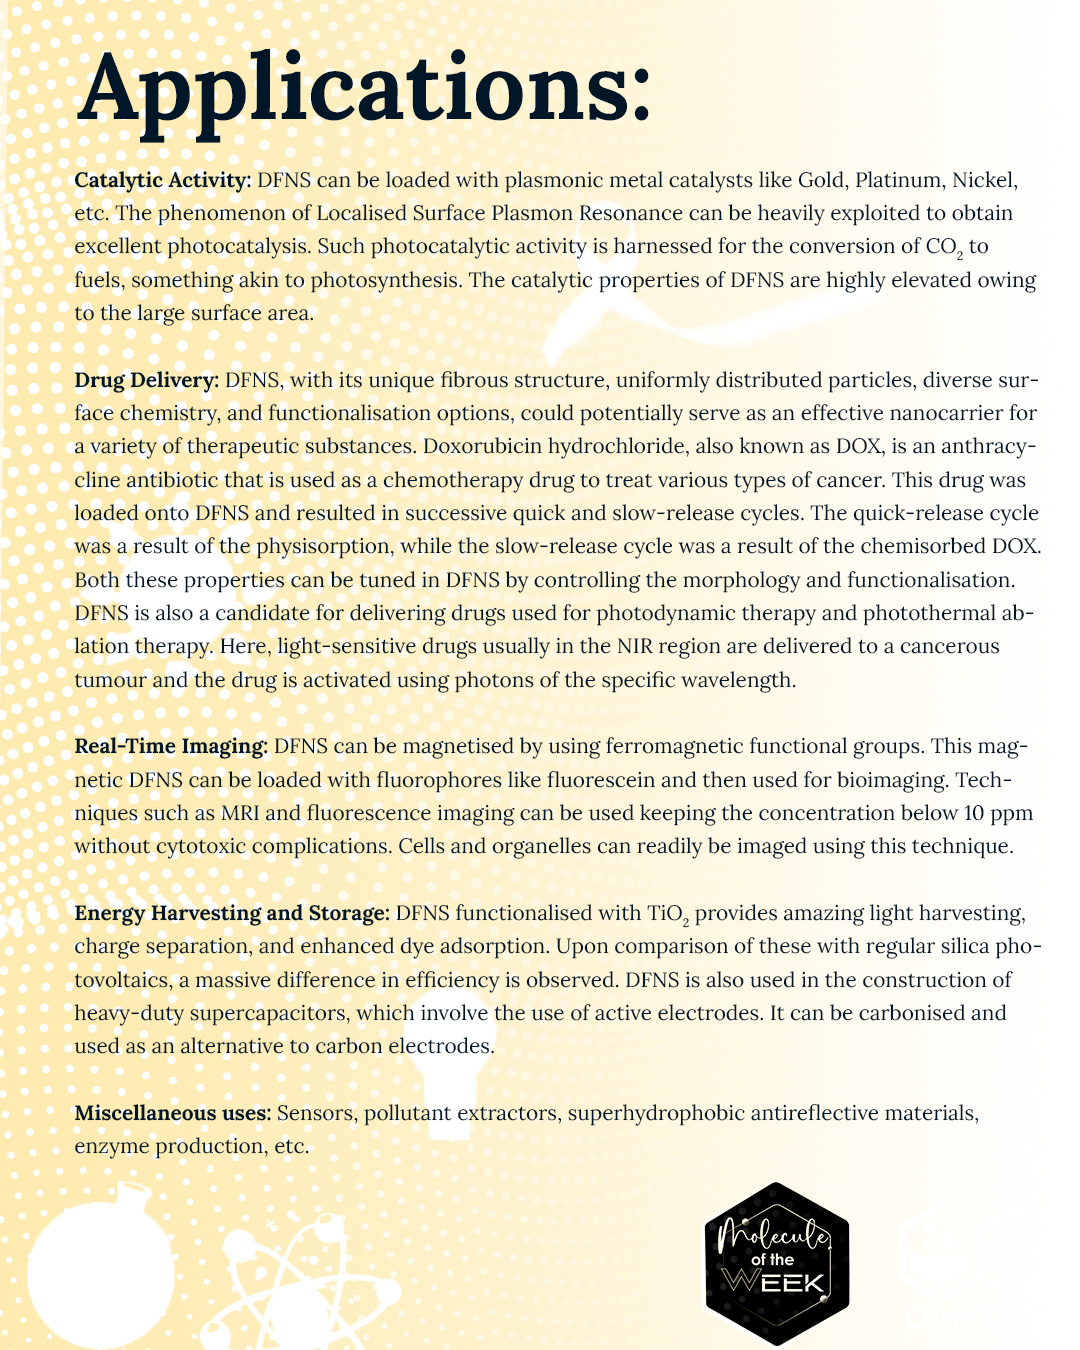 Applications:
Catalytic Activity: DFNS can be loaded with plasmonic metal catalysts like Gold, Platinum, Nickel,
etc. The phenomenon of Localised Surface Plasmon Resonance can be heavily exploited to obtain
excellent photocatalysis. Such photocatalytic activity is harnessed for the conversion of CO₂ to
fuels, something akin to photosynthesis. The catalytic properties of DFNS are highly elevated owing
to the large surface area.
Drug Delivery: DFNS, with its unique fibrous structure, uniformly distributed particles, diverse sur-
face chemistry, and functionalisation options, could potentially serve as an effective nanocarrier for
a variety of therapeutic substances. Doxorubicin hydrochloride, also known as DOX, is an anthracy-
cline antibiotic that is used as a chemotherapy drug to treat various types of cancer. This drug was
loaded onto DFNS and resulted in successive quick and slow-release cycles. The quick-release cycle
was a result of the physisorption, while the slow-release cycle was a result of the chemisorbed DOX.
Both these properties can be tuned in DFNS by controlling the morphology and functionalisation.
DFNS is also a candidate for delivering drugs used for photodynamic therapy and photothermal ab-
lation therapy. Here, light-sensitive drugs usually in the NIR region are delivered to a cancerous
tumour and the drug is activated using photons of the specific wavelength.
Real-Time Imaging: DFNS can be magnetised by using ferromagnetic functional groups. This mag-
netic DFNS can be loaded with fluorophores like fluorescein and then used for bioimaging. Tech-
niques such as MRI and fluorescence imaging can be used keeping the concentration below 10 ppm
without cytotoxic complications. Cells and organelles can readily be imaged using this technique.
Energy Harvesting and Storage: DFNS functionalised with TiO₂ provides amazing light harvesting,
charge separation, and enhanced dye adsorption. Upon comparison of these with regular silica pho-
tovoltaics, a massive difference in efficiency is observed. DFNS is also used in the construction of
heavy-duty supercapacitors, which involve the use of active electrodes. It can be carbonised and
used as an alternative to carbon electrodes.
Miscellaneous uses: Sensors, pollutant extractors, superhydrophobic antireflective materials,
enzyme production, etc.
Molecule
of the
WEEK